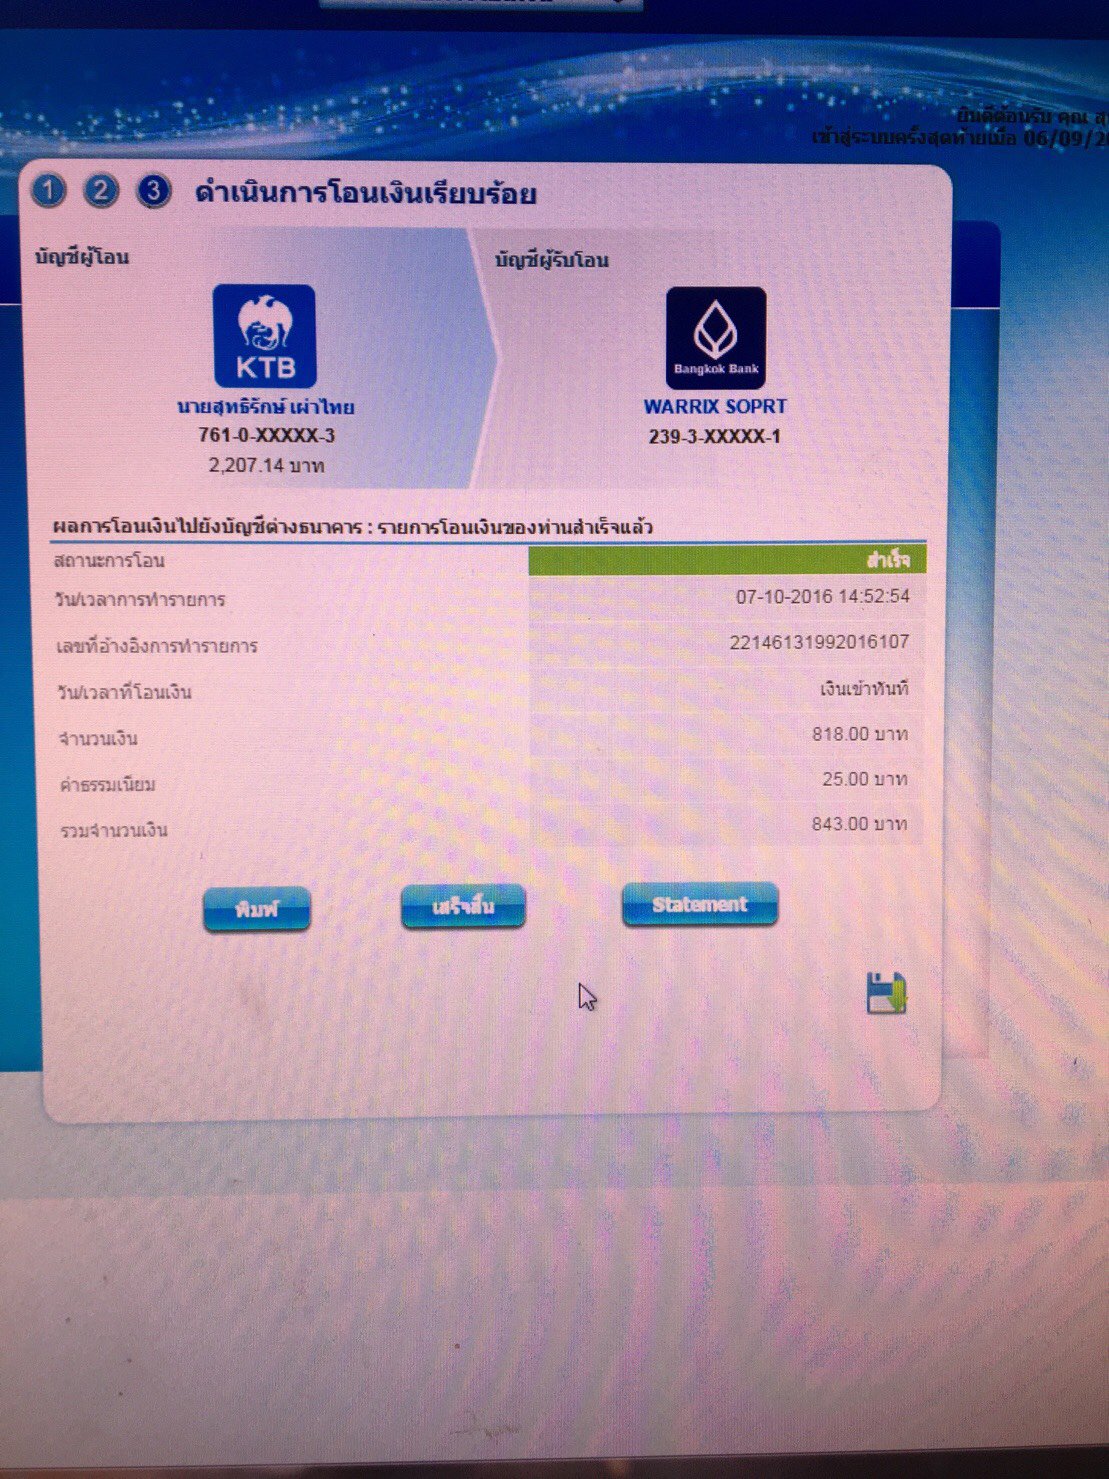 ยินดีต้อนรับ คุณ
เข้าสู่ระบบครั้งสุดท้ายเมื่อ 06/09/20
1 2 3 ดำเนินการโอนเงินเรียบร้อย
บัญชีผู้โอน
บัญชีผู้รับโอน
KTB
Bangkok Bank
นายสุทธิรักษ์ เผ่าไทย
WARRIX SOPRT
761-0-XXXXX-3
239-3-XXXXX-1
2,207.14 บาท
ผลการโอนเงินไปยังบัญชีต่างธนาคาร : รายการโอนเงินของท่านสำเร็จแล้ว
สถานะการโอน สำเร็จ
วัน/เวลาการทำรายการ 07-10-2016 14:52:54
เลขที่อ้างอิงการทำรายการ 22146131992016107
วัน/เวลาที่โอนเงิน เงินเข้าทันที
จำนวนเงิน 818.00 บาท
ค่าธรรมเนียม 25.00 บาท
รวมจำนวนเงิน 843.00 บาท
พิมพ์ เสร็จสิ้น Statement